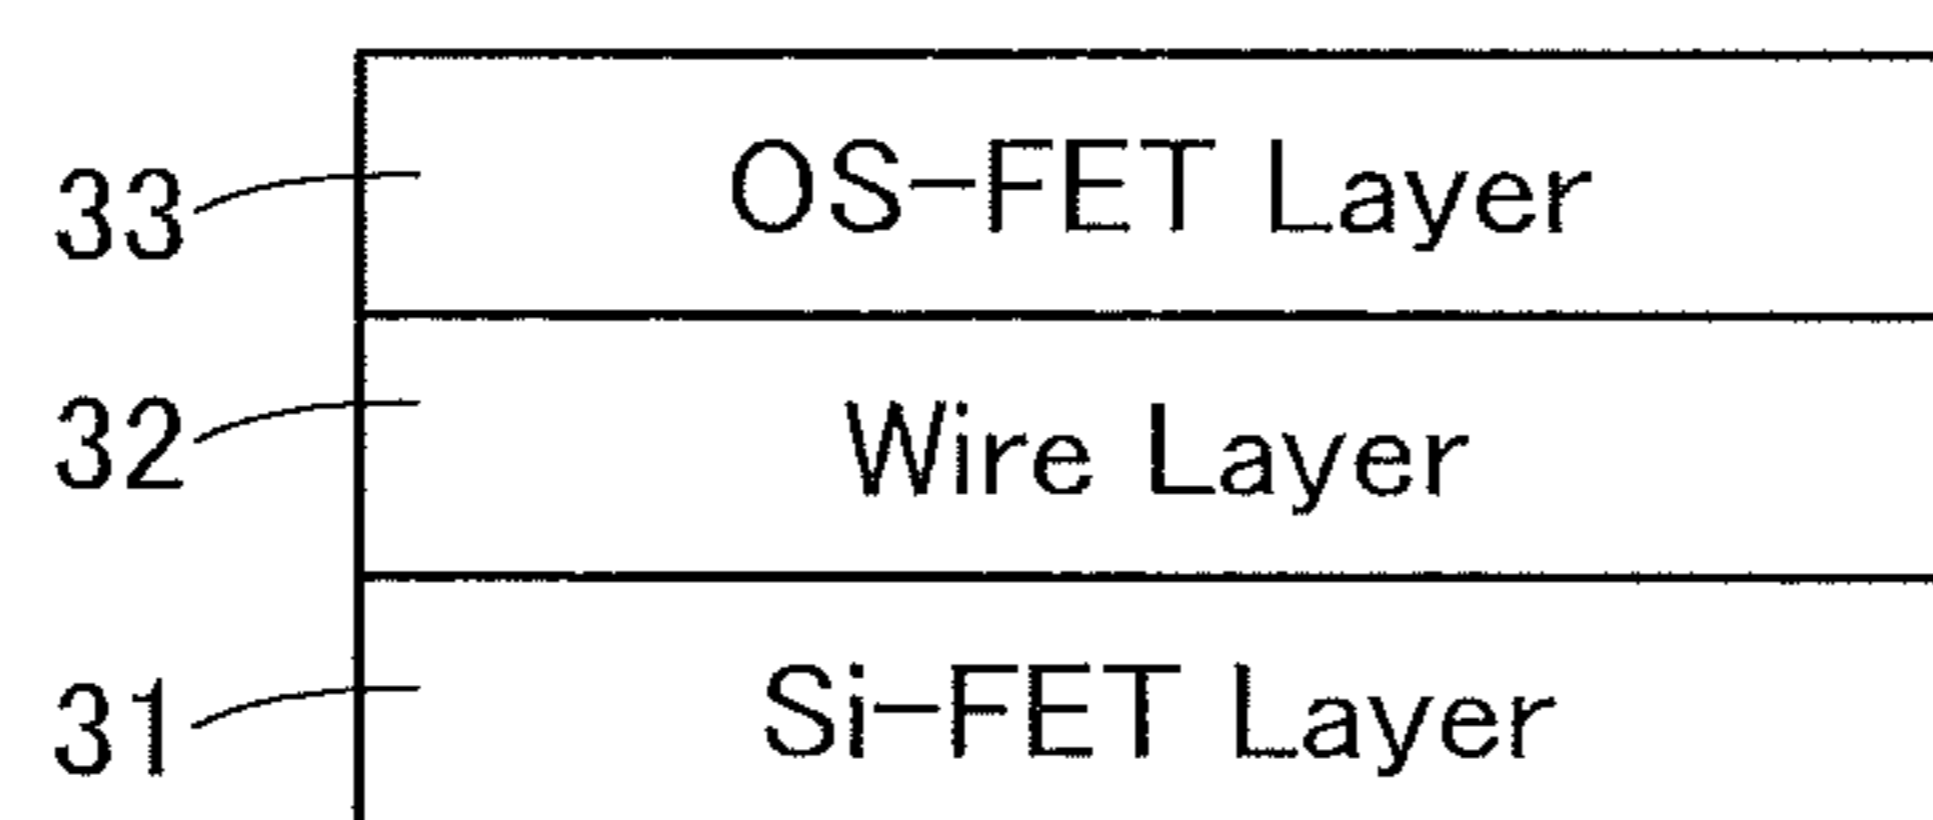 33 OS-FET Layer
32 Wire Layer
31 Si-FET Layer